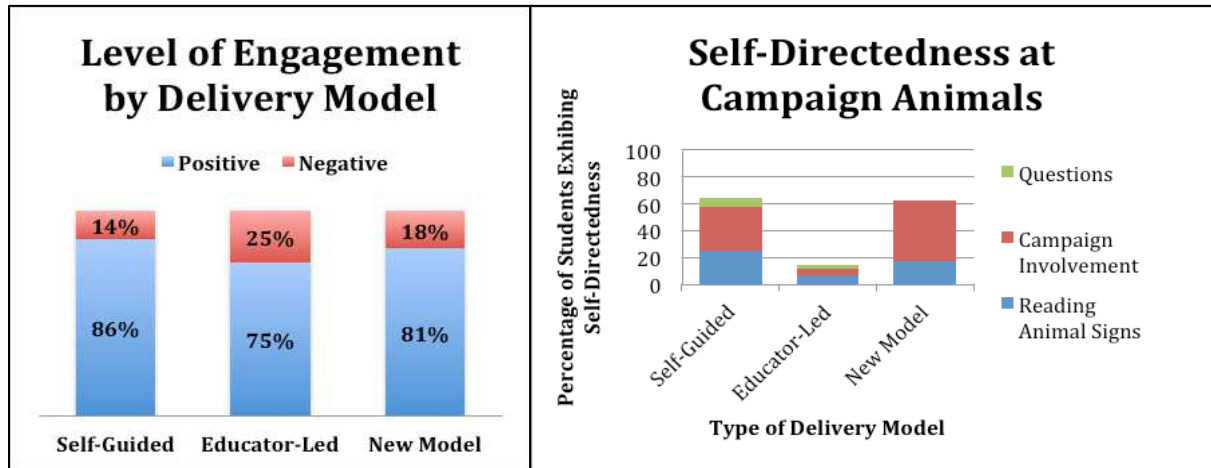 Level of Engagement
by Delivery Model
Positive Negative
14% 25% 18%
86% 75% 81%
Self-Guided Educator-Led New Model
Self-Directedness at
Campaign Animals
Percentage of Students Exhibing
Self-Directedness
100
80
60
40
20
0
Self-Guided
Educator-Led
New Model
Type of Delivery Model
Questions
Campaign
Involvement
Reading
Animal Signs